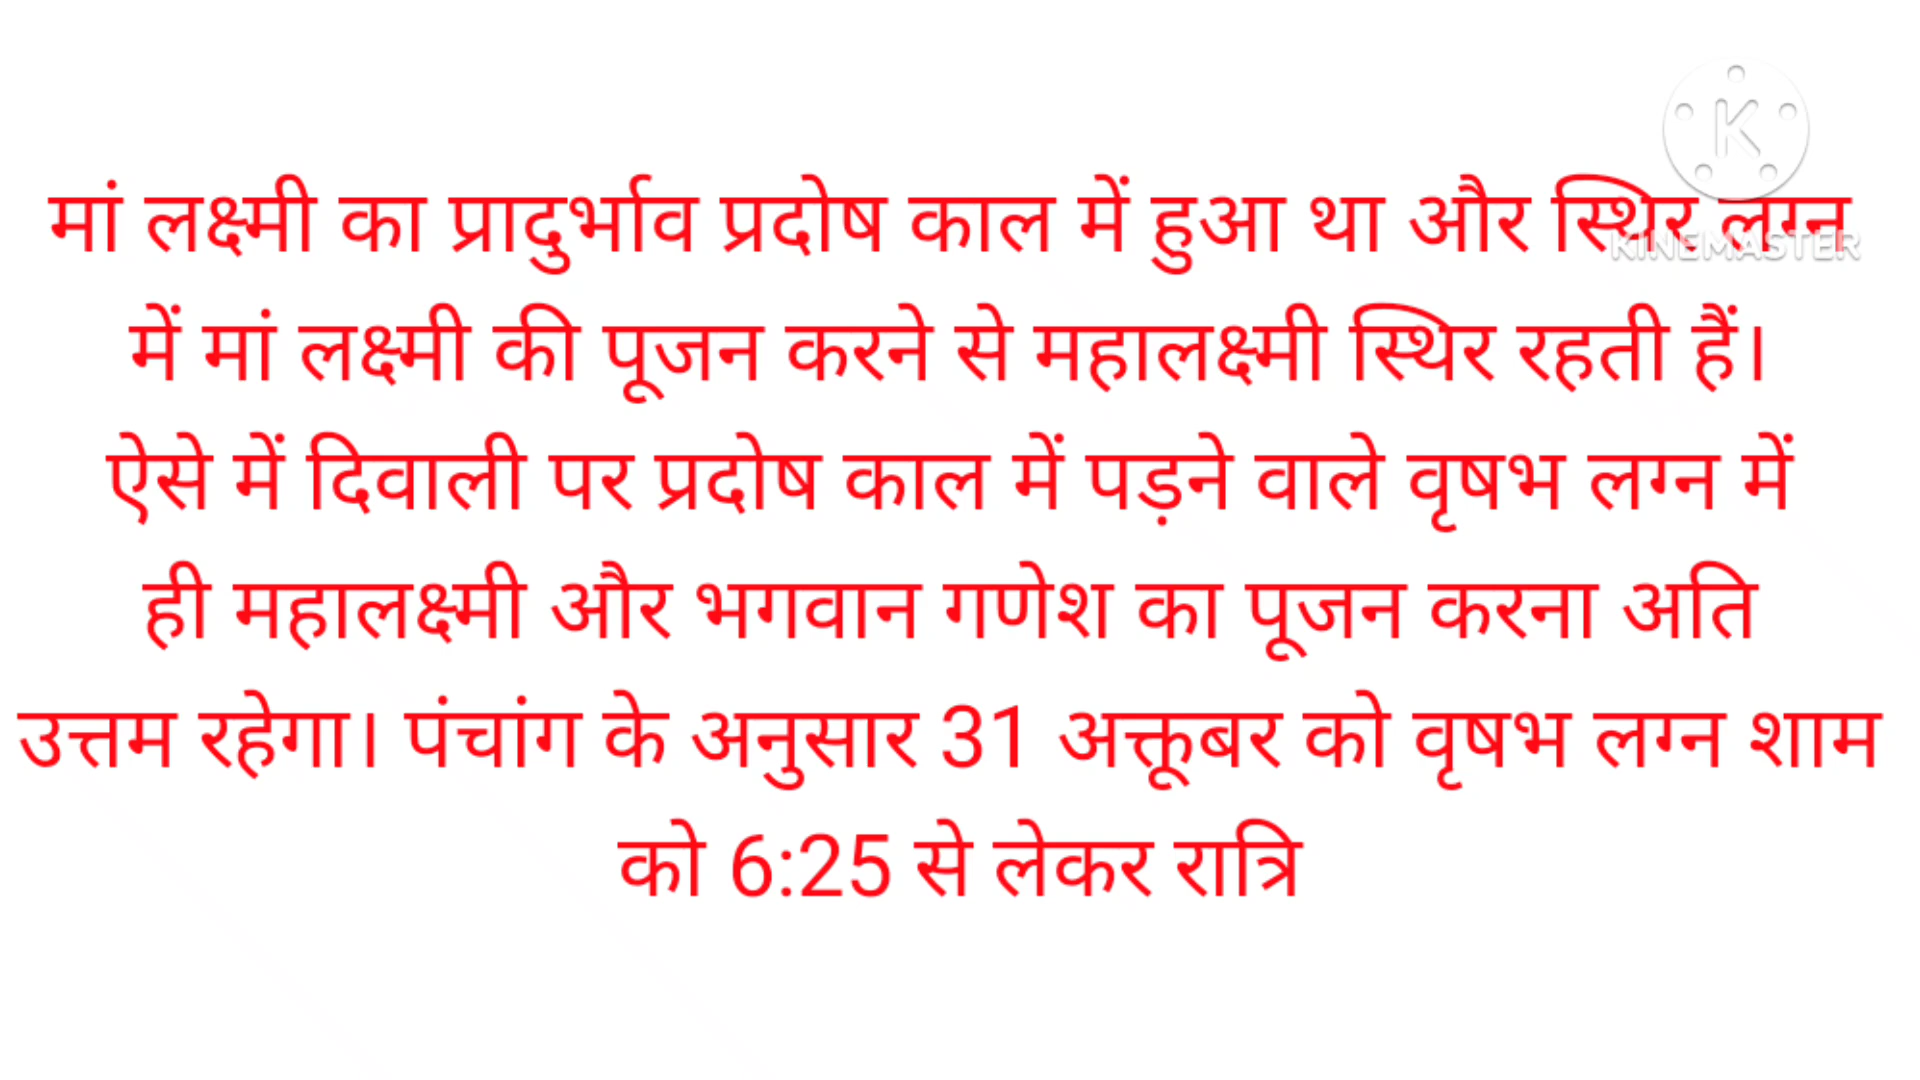 मां लक्ष्मी का प्रादुर्भाव प्रदोष काल में हुआ था और स्थिर लग्न
में मां लक्ष्मी की पूजन करने से महालक्ष्मी स्थिर रहती हैं।
ऐसे में दिवाली पर प्रदोष काल में पड़ने वाले वृषभ लग्न में
ही महालक्ष्मी और भगवान गणेश का पूजन करना अति
उत्तम रहेगा। पंचांग के अनुसार 31 अक्तूबर को वृषभ लग्न शाम
को 6:25 से लेकर रात्रि
K
KINEMASTER